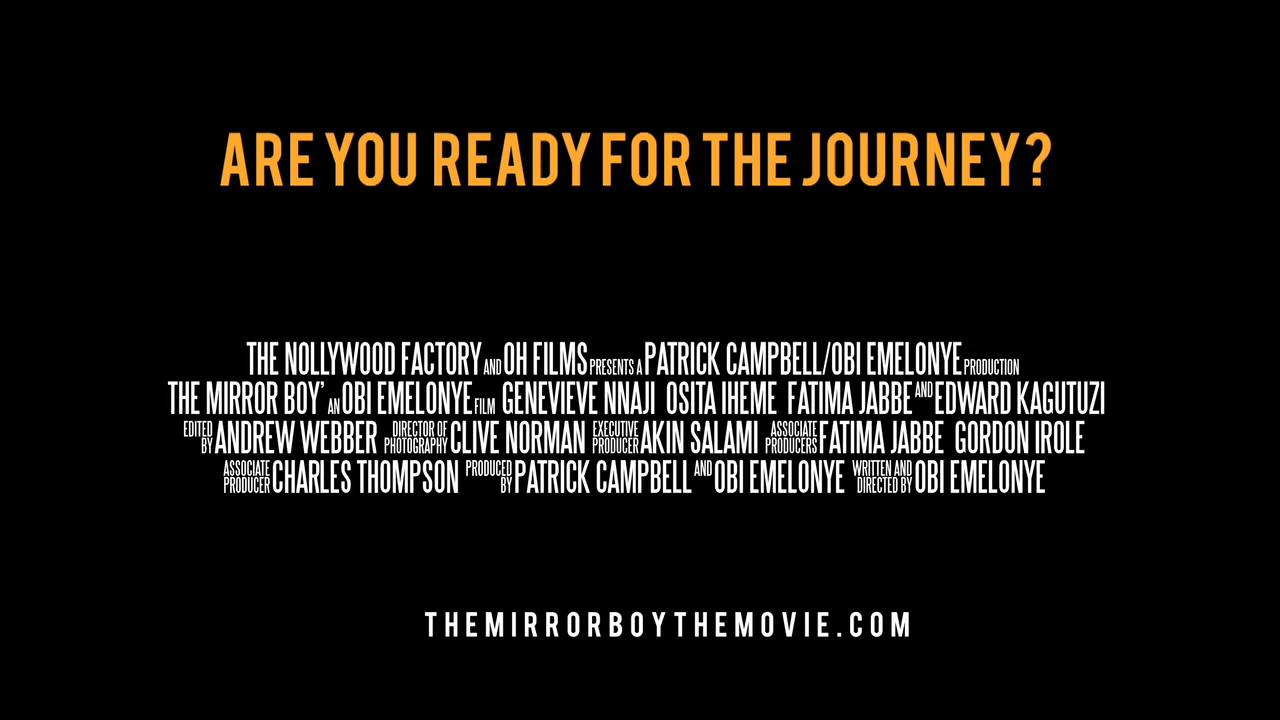 ARE YOU READY FOR THE JOURNEY?
THE NOLLYWOOD FACTORY AND OH FILMS PRESENTS A PATRICK CAMPBELL/OBI EMELONYE PRODUCTION
THE MIRROR BOY' AN OBI EMELONYE FILM GENEVIEVE NNAJI OSITA IHEME FATIMA JABBE AND EDWARD KAGUTUZI
EDITED BY ANDREW WEBBER DIRECTOR OF PHOTOGRAPHY CLIVE NORMAN EXECUTIVE PRODUCER AKIN SALAMI ASSOCIATE PRODUCERS FATIMA JABBE GORDON IROLE
ASSOCIATE PRODUCER CHARLES THOMPSON PRODUCED BY PATRICK CAMPBELL AND OBI EMELONYE WRITTEN AND DIRECTED BY OBI EMELONYE
THEMIRRORBOYTHEMOVIE.COM